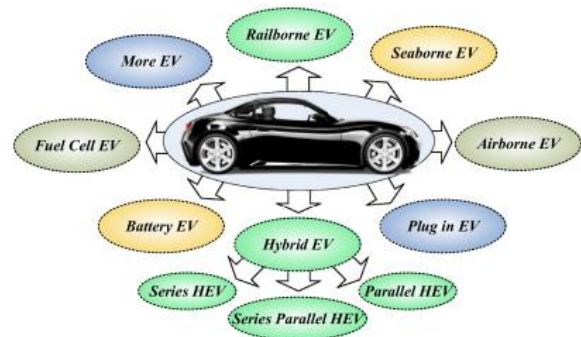 Railborne EV
More EV
Seaborne EV
Fuel Cell EV
Airborne EV
Battery EV
Plug in EV
Hybrid EV
Series HEV
Parallel HEV
Series Parallel HEV